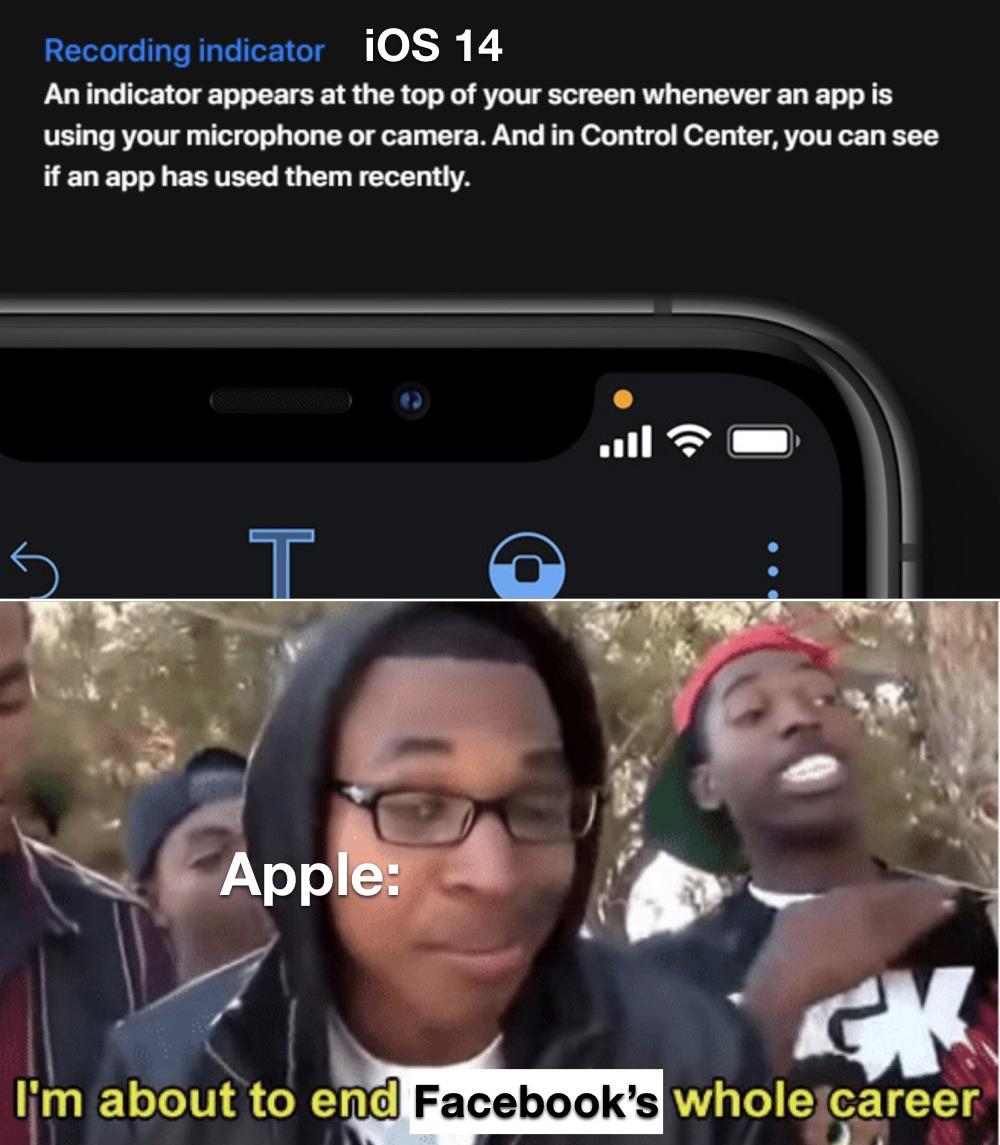 Recording indicator iOS 14
An indicator appears at the top of your screen whenever an app is
using your microphone or camera. And in Control Center, you can see
if an app has used them recently.
T
Apple:
GK
I'm about to end Facebook's whole career